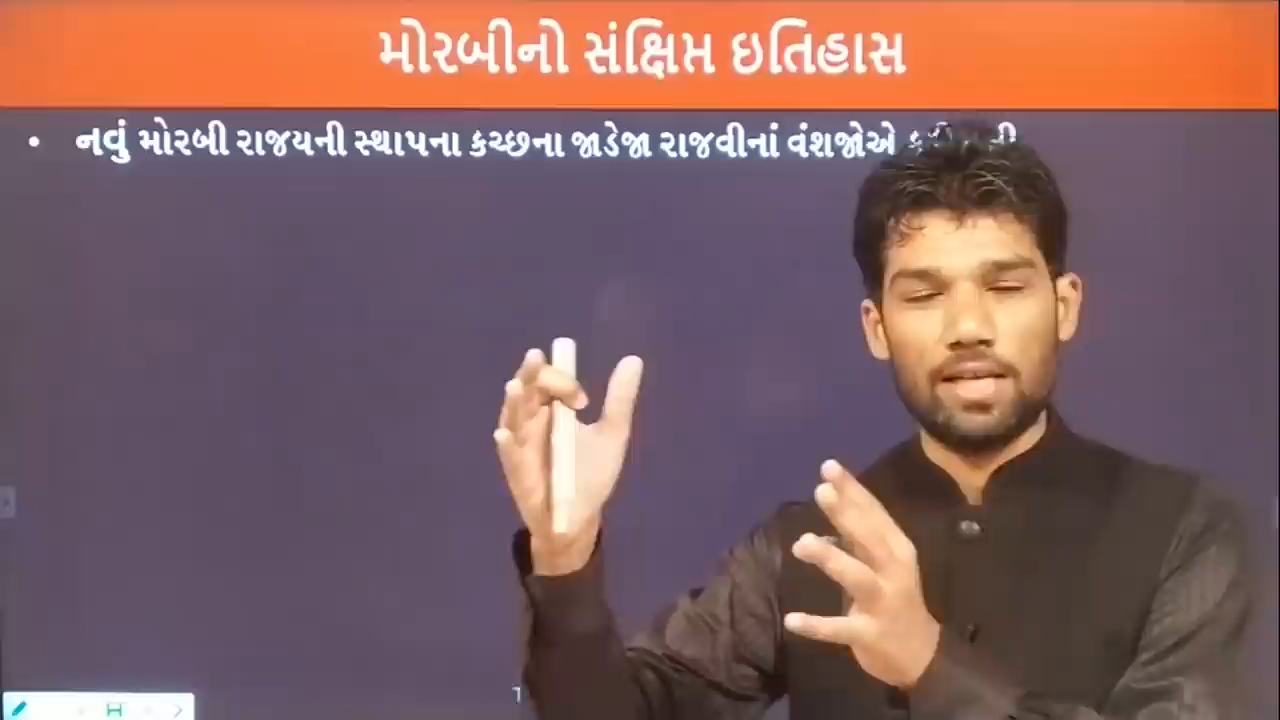 મોરબીનો સંક્ષિપ્ત ઇતિહાસ
• નવું મોરબી રાજયની સ્થાપના કચ્છના જાડેજા રાજવીનાં વંશજોએ